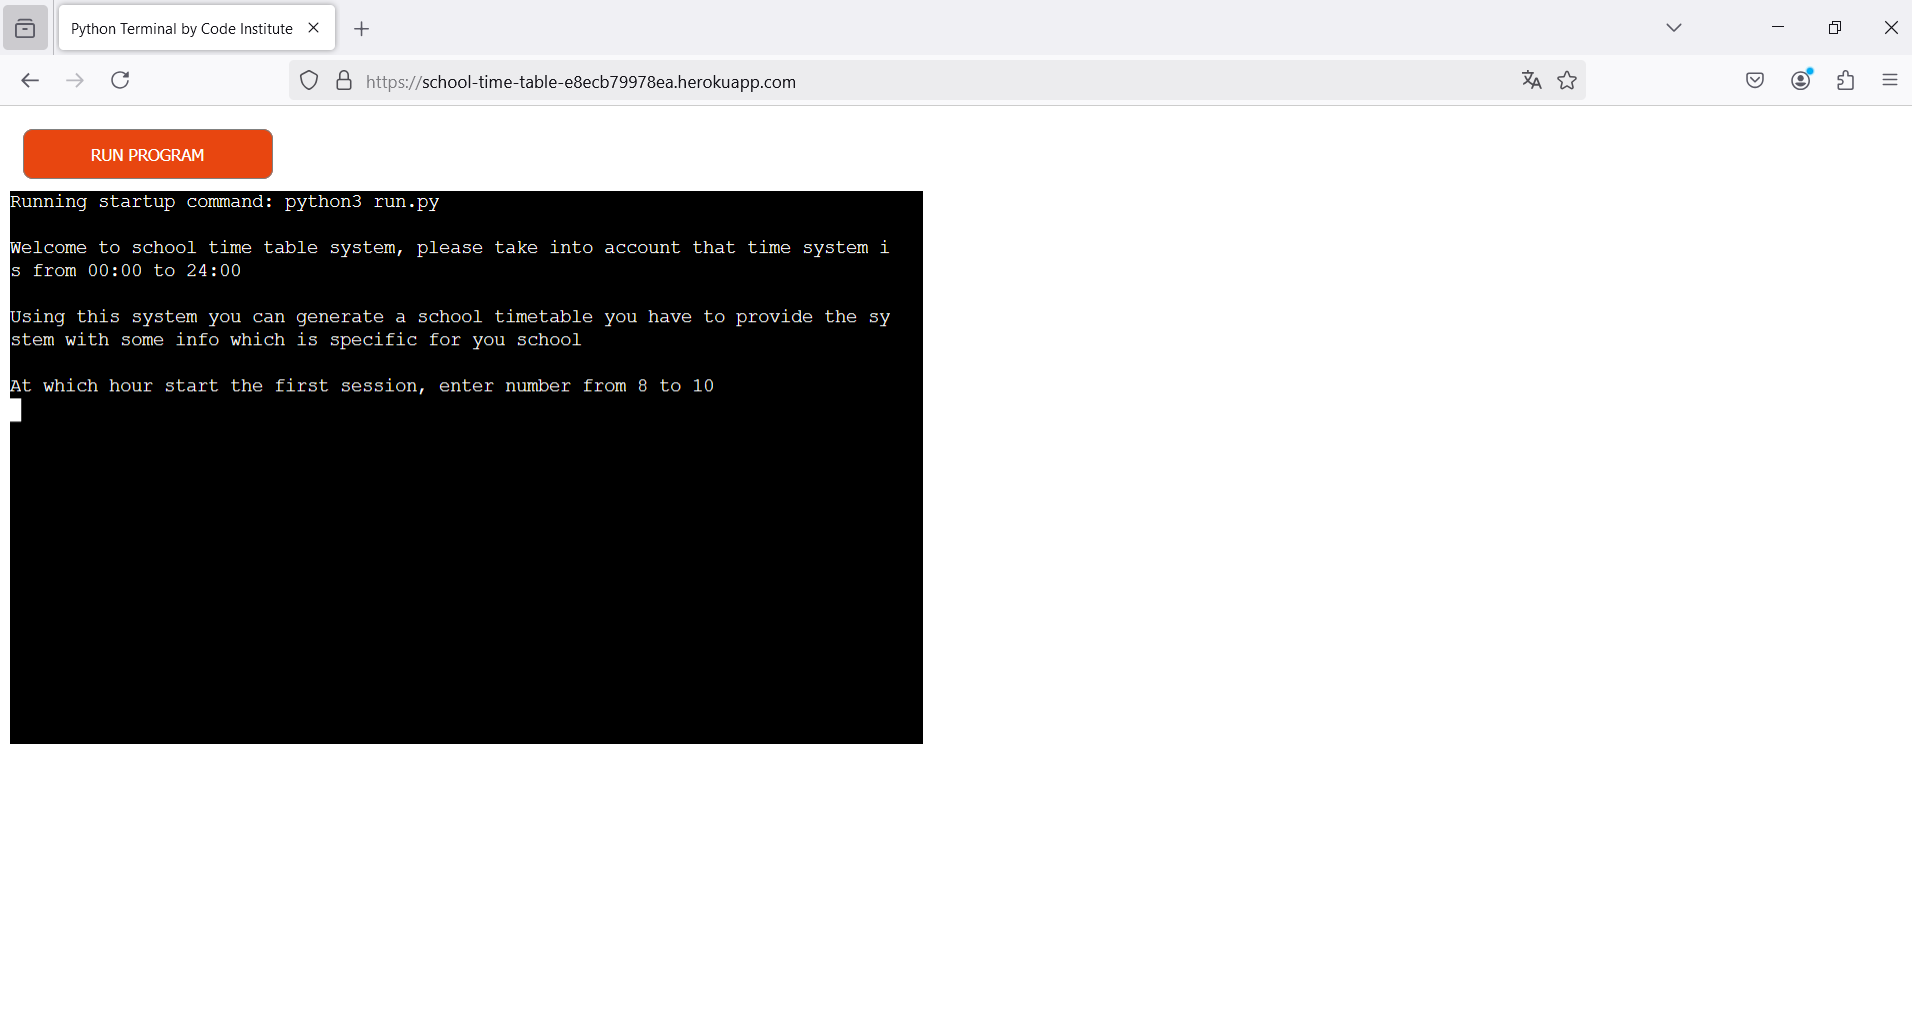 Python Terminal by Code Institute
https://school-time-table-e8ecb79978ea.herokuapp.com
RUN PROGRAM
Running startup command: python3 run.py
Welcome to school time table system, please take into account that time system i
s from 00:00 to 24:00
Using this system you can generate a school timetable you have to provide the sy
stem with some info which is specific for you school
At which hour start the first session, enter number from 8 to 10